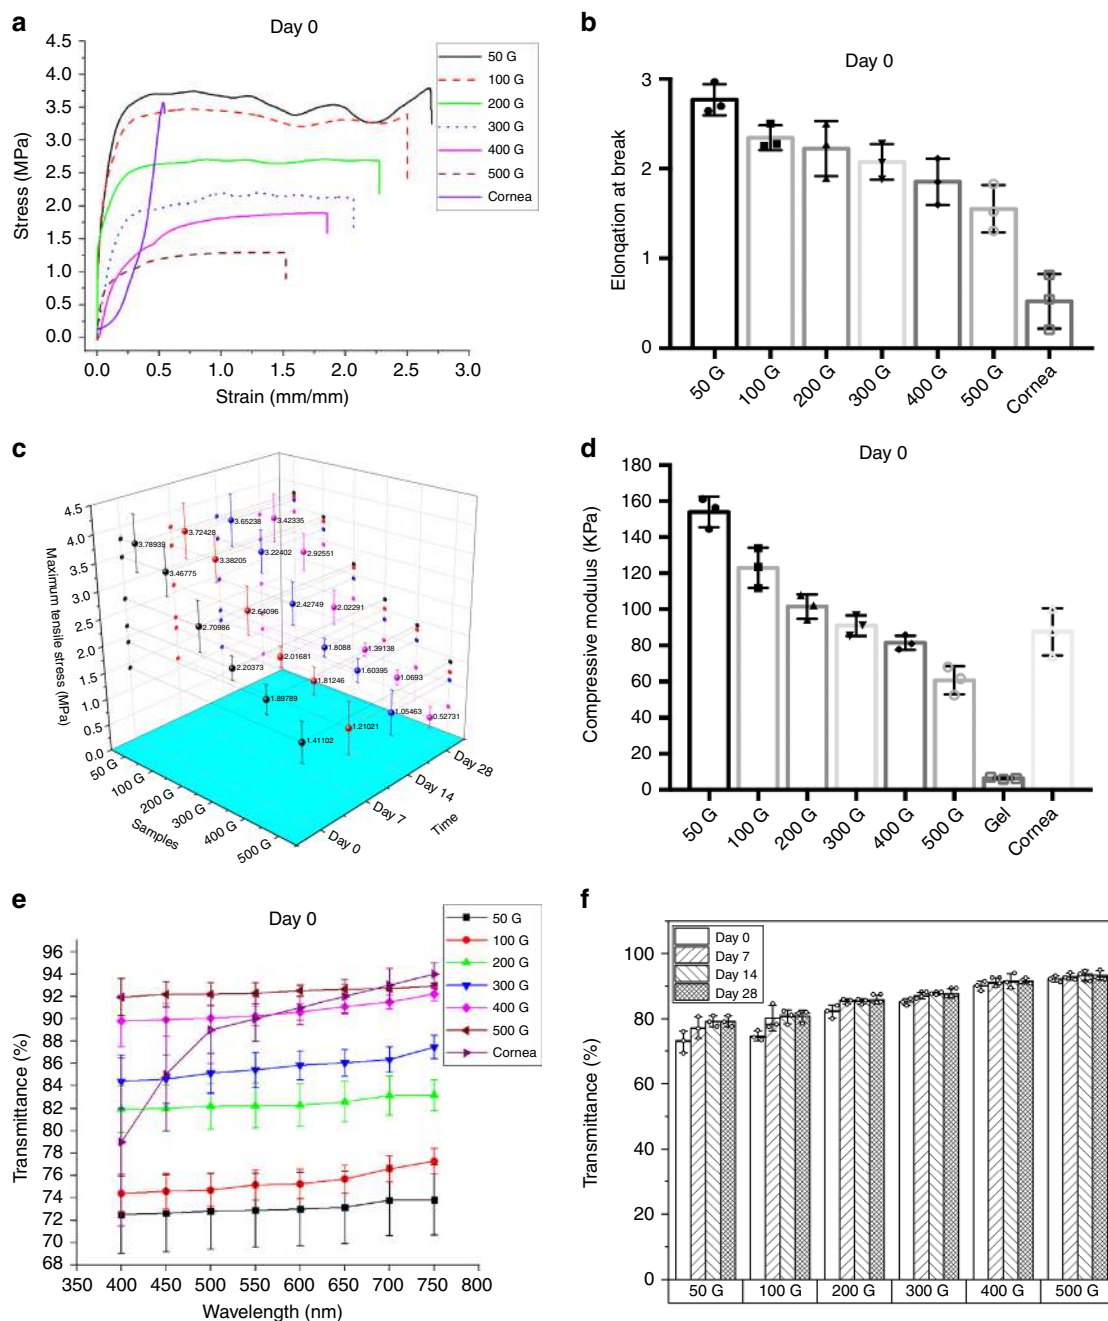 a
Day 0
Stress (MPa)
4.5
4.0
3.5
3.0
2.5
2.0
1.5
1.0
0.5
0.0
0.0 0.5 1.0 1.5 2.0 2.5 3.0
Strain (mm/mm)
50 G
100 G
200 G
300 G
400 G
500 G
Cornea
b
Day 0
Elongation at break
3
2
1
0
50 G 100 G 200 G 300 G 400 G 500 G Cornea
c
Maximum tensile stress (MPa)
4.5
4.0
3.5
3.0
2.5
2.0
1.5
1.0
0.5
0.0
3.78939
3.46775
2.70986
2.20373
1.89789
1.41102
3.72428
3.38205
2.64096
2.01681
1.81246
1.21021
3.65238
3.22402
2.42749
1.8088
1.60395
1.05463
3.42335
2.92551
2.02291
1.39138
1.0693
0.52731
50 G
100 G
200 G
300 G
400 G
500 G
Samples
Day 0
Day 7
Day 14
Day 28
Time
d
Day 0
Compressive modulus (KPa)
180
160
140
120
100
80
60
40
20
0
50 G 100 G 200 G 300 G 400 G 500 G Gel Cornea
e
Day 0
Transmittance (%)
96
94
92
90
88
86
84
82
80
78
76
74
72
70
68
350 400 450 500 550 600 650 700 750 800
Wavelength (nm)
50 G
100 G
200 G
300 G
400 G
500 G
Cornea
f
Transmittance (%)
100
80
60
40
20
0
Day 0
Day 7
Day 14
Day 28
50 G 100 G 200 G 300 G 400 G 500 G